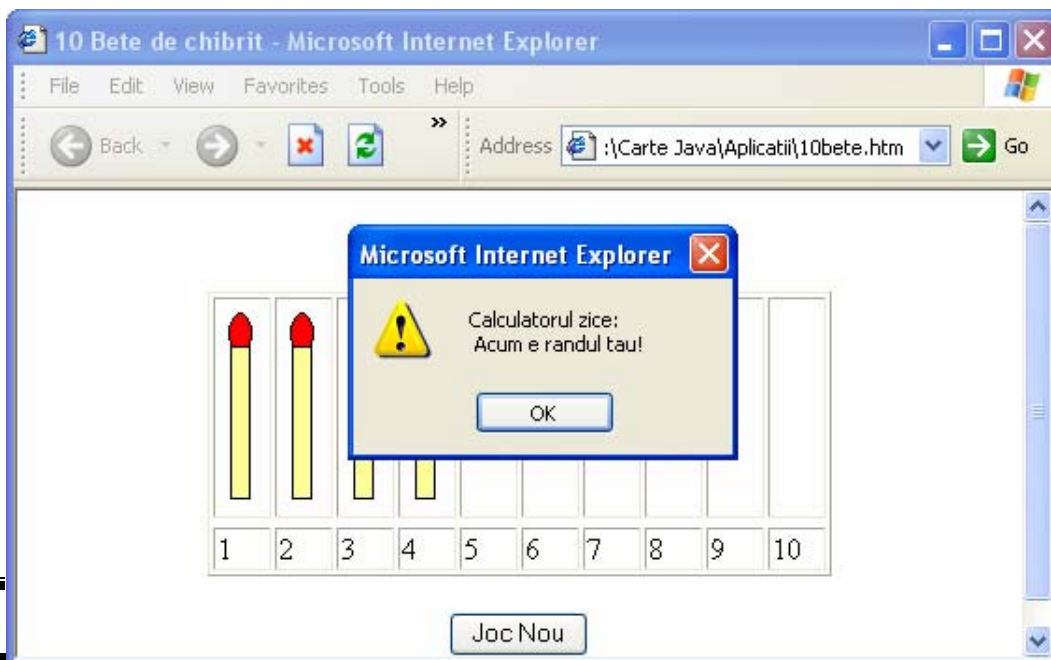 10 Bete de chibrit - Microsoft Internet Explorer
File Edit View Favorites Tools Help
Back » Address :\Carte Java\Aplicatii\10bete.htm Go
Microsoft Internet Explorer
Calculatorul zice:
Acum e randul tau!
OK
1 2 3 4 5 6 7 8 9 10
Joc Nou